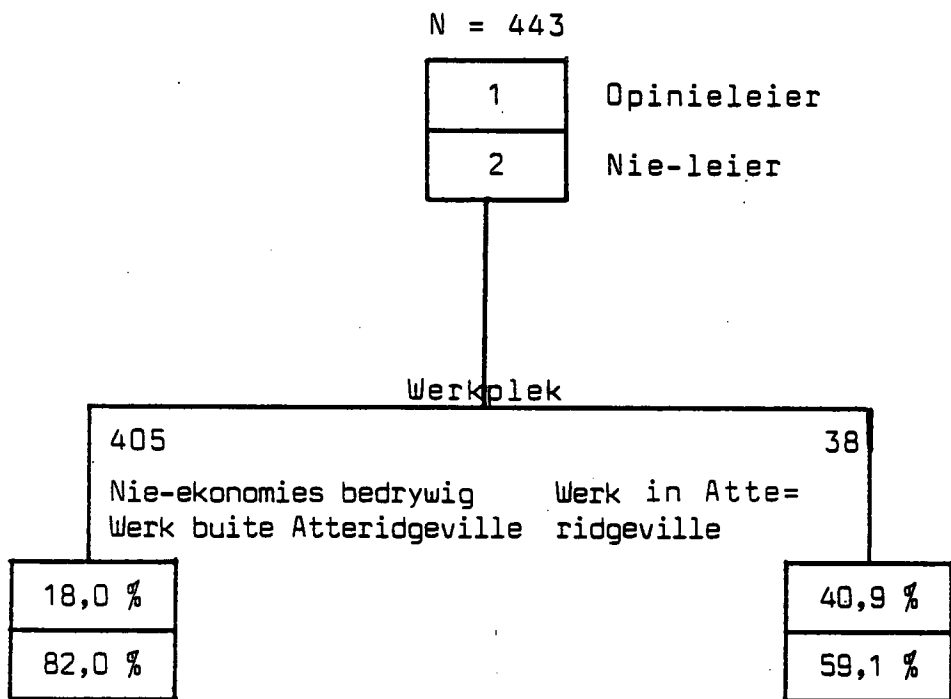 N = 443
1 Opinieleier
2 Nie-leier
Werkplek
405 38
Nie-ekonomies bedrywig Werk in Atte=
Werk buite Atteridgeville ridgeville
18,0 % 40,9 %
82,0 % 59,1 %